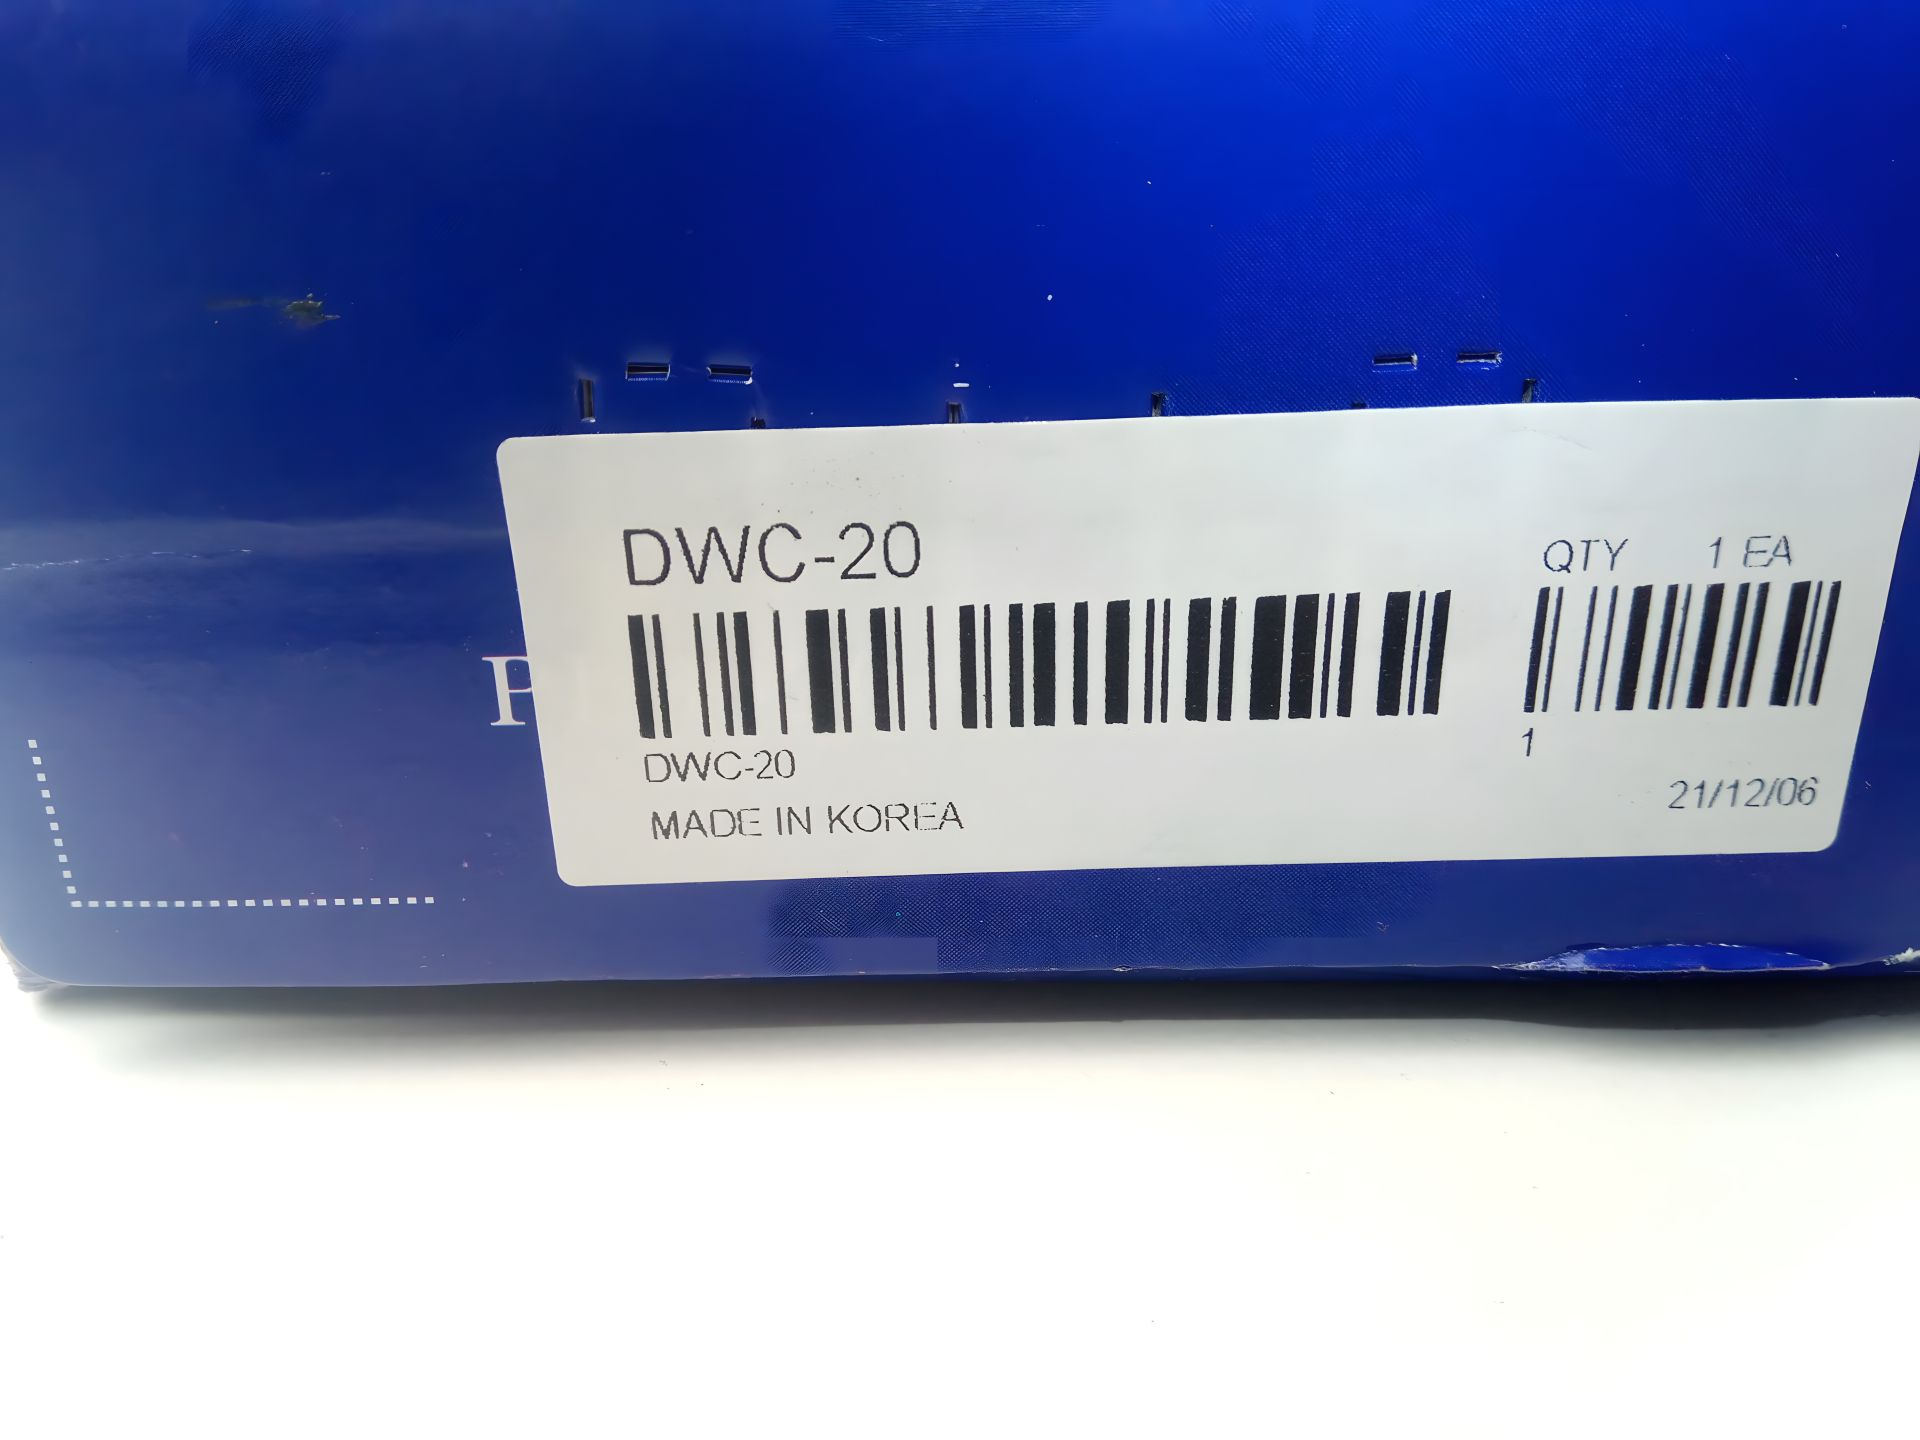 DWC-20
QTY 1 EA
1
DWC-20
21/12/06
MADE IN KOREA